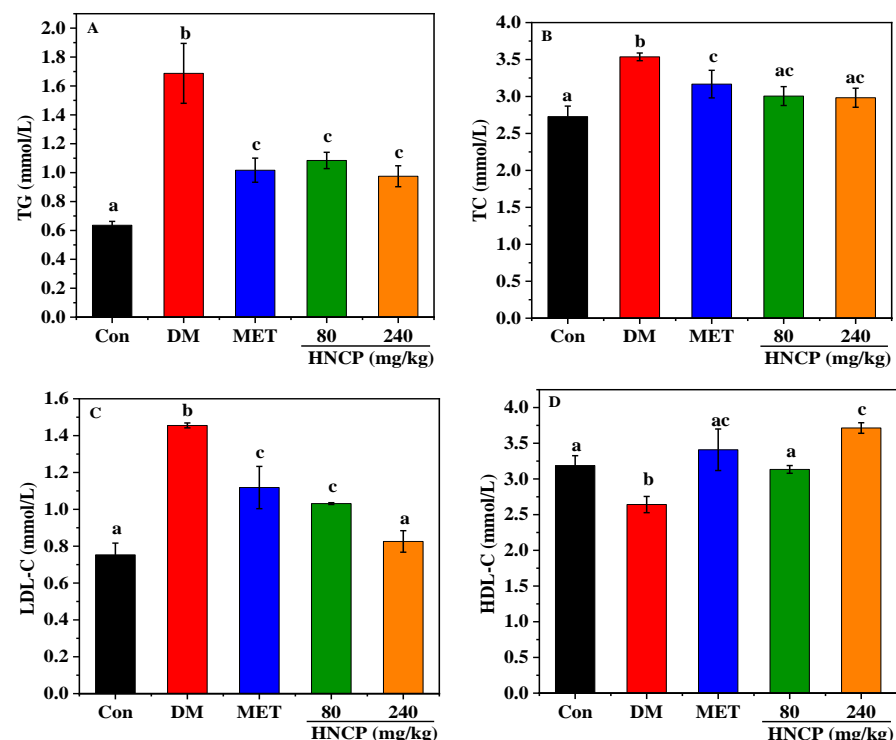 A
TG (mmol/L)
2.0
1.8
1.6
1.4
1.2
1.0
0.8
0.6
0.4
0.2
0.0
a
b
c
c
c
Con DM MET 80 240
HNCP (mg/kg)
B
TC (mmol/L)
4.0
3.5
3.0
2.5
2.0
1.5
1.0
0.5
0.0
a
b
c
ac
ac
Con DM MET 80 240
HNCP (mg/kg)
C
LDL-C (mmol/L)
1.6
1.4
1.2
1.0
0.8
0.6
0.4
0.2
0.0
a
b
c
c
a
Con DM MET 80 240
HNCP (mg/kg)
D
HDL-C (mmol/L)
4.0
3.5
3.0
2.5
2.0
1.5
1.0
0.5
0.0
a
b
ac
a
c
Con DM MET 80 240
HNCP (mg/kg)